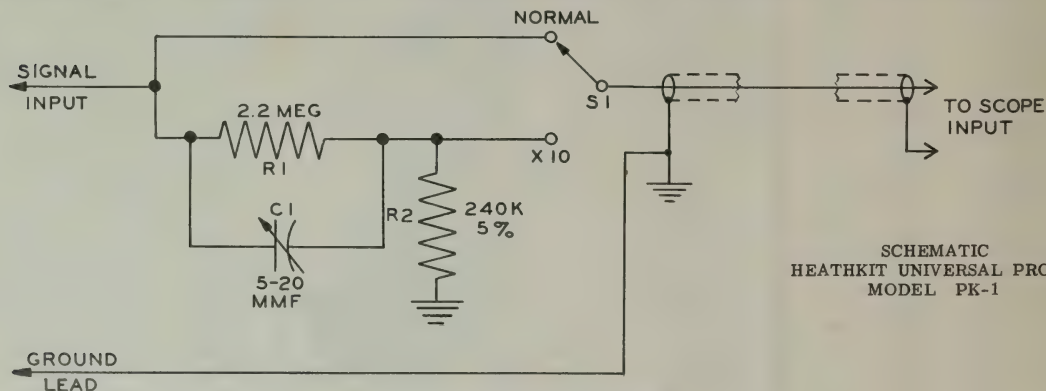 NORMAL
SIGNAL
INPUT
S1
2.2 MEG
R1
X10
TO SCOPE
INPUT
C1
R2
240K
5%
5-20
MMF
SCHEMATIC
HEATHKIT UNIVERSAL PRO
MODEL PK-1
GROUND
LEAD